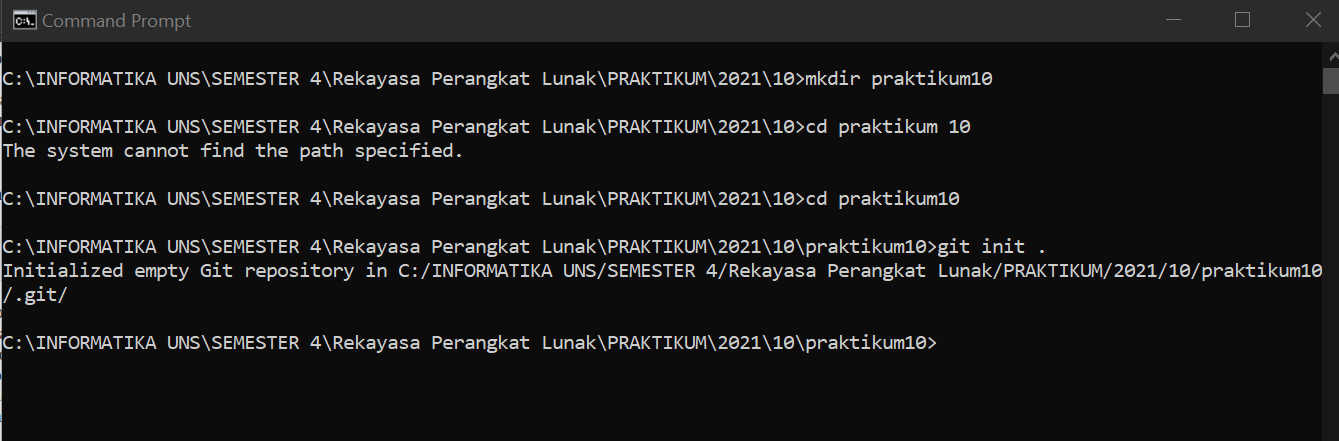 Command Prompt
C:\INFORMATIKA UNS\SEMESTER 4\Rekayasa Perangkat Lunak\PRAKTIKUM\2021\10>mkdir praktikum10
C:\INFORMATIKA UNS\SEMESTER 4\Rekayasa Perangkat Lunak\PRAKTIKUM\2021\10>cd praktikum 10
The system cannot find the path specified.
C:\INFORMATIKA UNS\SEMESTER 4\Rekayasa Perangkat Lunak\PRAKTIKUM\2021\10>cd praktikum10
C:\INFORMATIKA UNS\SEMESTER 4\Rekayasa Perangkat Lunak\PRAKTIKUM\2021\10\praktikum10>git init .
Initialized empty Git repository in C:/INFORMATIKA UNS/SEMESTER 4/Rekayasa Perangkat Lunak/PRAKTIKUM/2021/10/praktikum10
/.git/
C:\INFORMATIKA UNS\SEMESTER 4\Rekayasa Perangkat Lunak\PRAKTIKUM\2021\10\praktikum10>